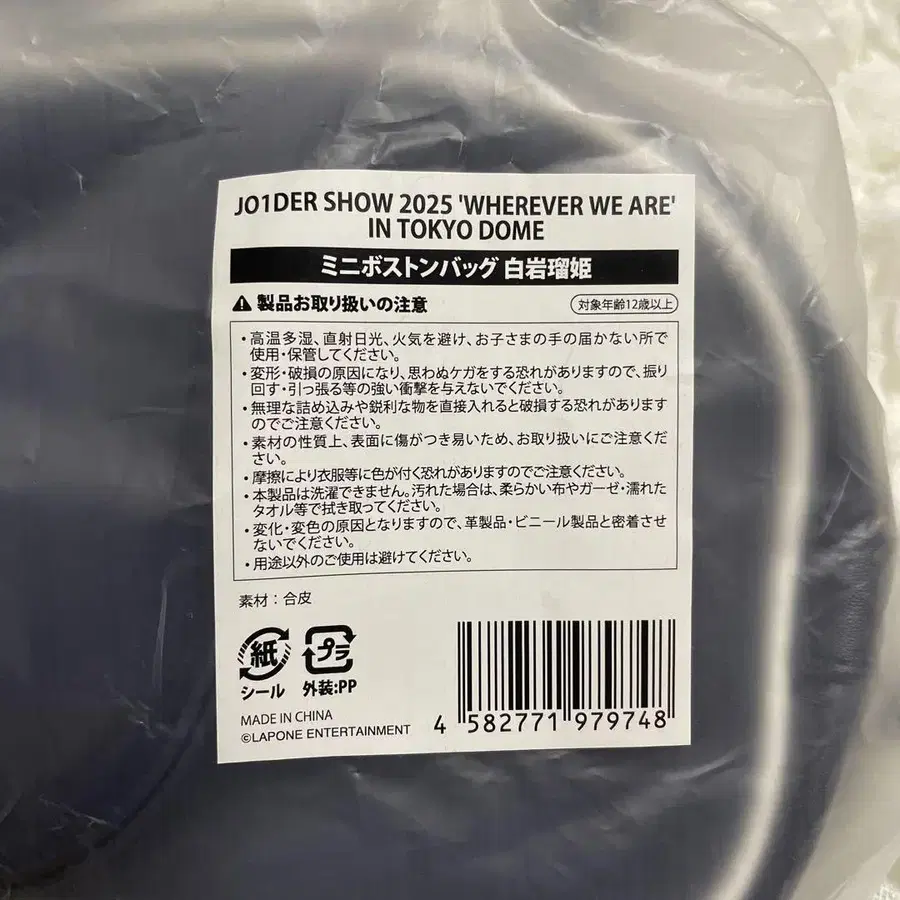 JO1DER SHOW 2025 'WHEREVER WE ARE'
IN TOKYO DOME
ミニボストンバッグ 白岩瑠姫
製品お取り扱いの注意
対象年齢12歳以上
・高温多湿、直射日光、火気を避け、お子さまの手の届かない所で
使用・保管してください。
・変形・破損の原因になり、思わぬケガをする恐れがありますので、振り
回す・引っ張る等の強い衝撃を与えないでください。
・無理な詰め込みや鋭利な物を直接入れると破損する恐れがあります
のでご注意ください。
・素材の性質上、表面に傷がつき易いため、お取り扱いにご注意くだ
さい。
・摩擦により衣服等に色が付く恐れがありますのでご注意ください。
・本製品は洗濯できません。汚れた場合は、柔らかい布やガーゼ・濡れた
タオル等で拭き取ってください。
・変化・変色の原因となりますので、革製品・ビニール製品と密着させ
ないでください。
・用途以外のご使用は避けてください。
素材：合皮
紙
シール
プラ
外装:PP
MADE IN CHINA
©LAPONE ENTERTAINMENT
4 582771 979748